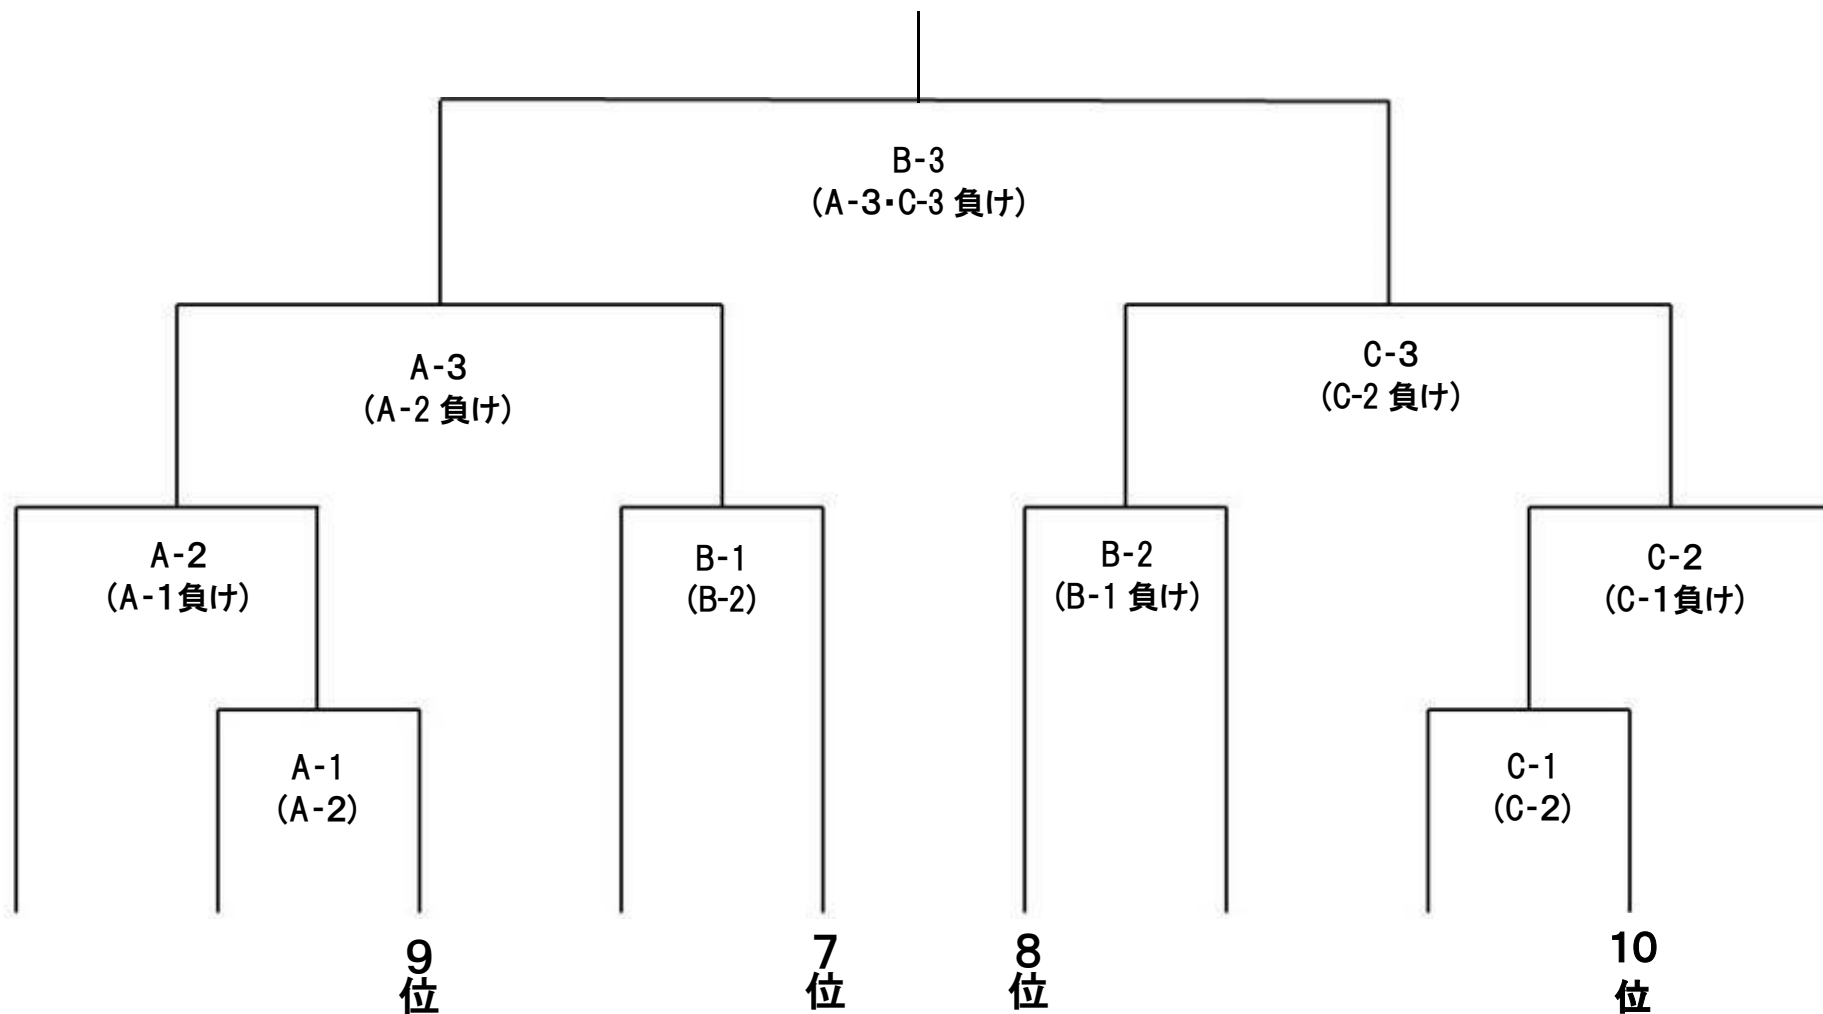 B-3
(A-3・C-3 負け)
A-3
(A-2 負け)
C-3
(C-2 負け)
A-2
(A-1負け)
B-1
(B-2)
B-2
(B-1 負け)
C-2
(C-1負け)
A-1
(A-2)
C-1
(C-2)
9
位
7
位
8
位
10
位